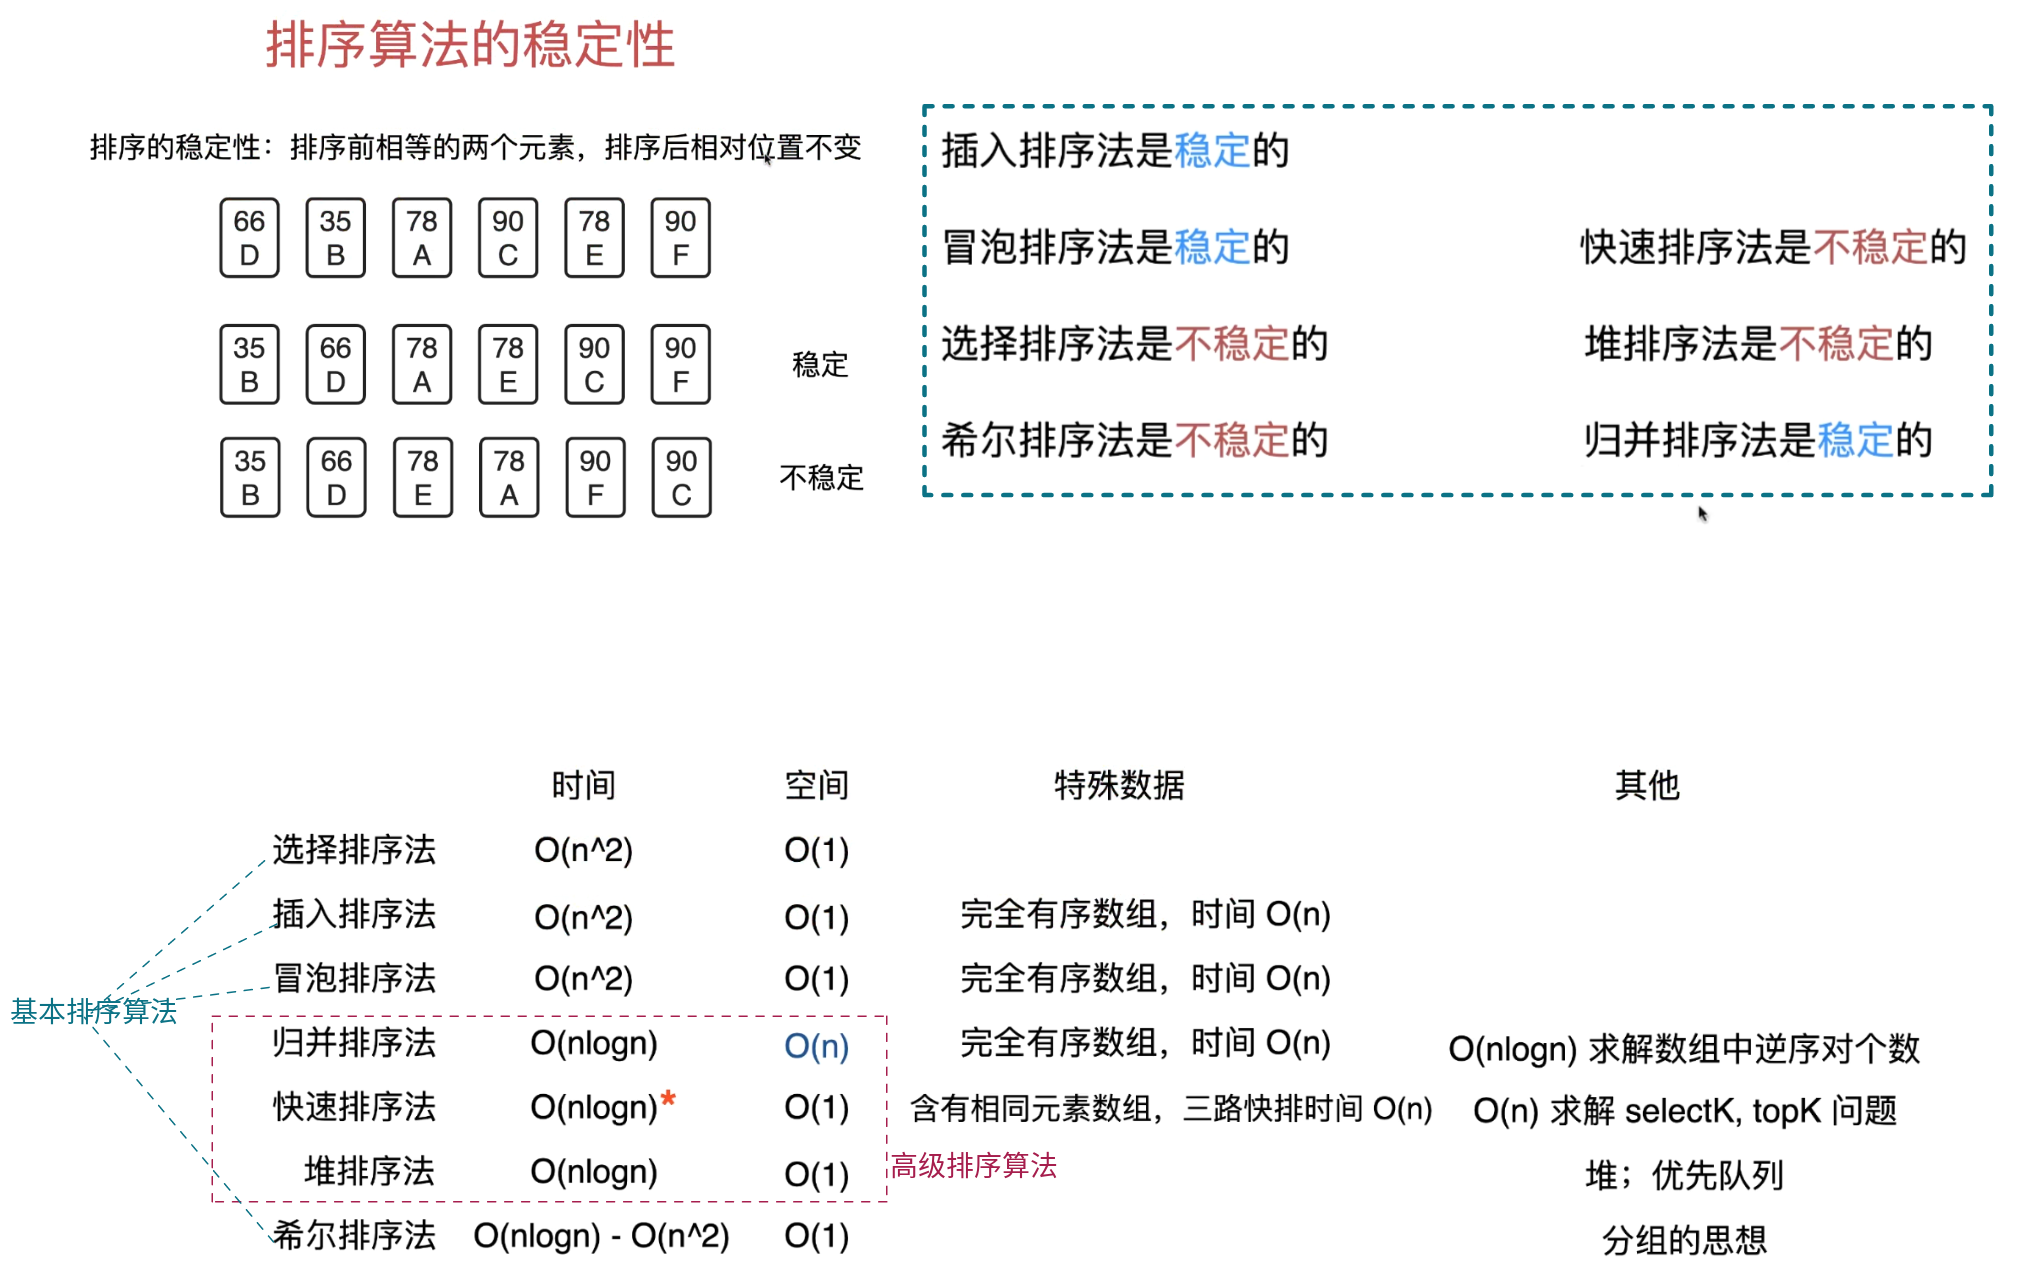 排序算法的稳定性
排序的稳定性：排序前相等的两个元素，排序后相对位置不变
66 35 78 90 78 90
D B A C E F
35 66 78 78 90 90
B D A E C F
稳定
35 66 78 78 90 90
B D E A F C
不稳定
插入排序法是稳定的
冒泡排序法是稳定的
快速排序法是不稳定的
选择排序法是不稳定的
堆排序法是不稳定的
希尔排序法是不稳定的
归并排序法是稳定的
时间 空间 特殊数据 其他
选择排序法 O(n^2) O(1)
插入排序法 O(n^2) O(1) 完全有序数组，时间 O(n)
冒泡排序法 O(n^2) O(1) 完全有序数组，时间 O(n)
基本排序算法
归并排序法 O(nlogn) O(n) 完全有序数组，时间 O(n) O(nlogn) 求解数组中逆序对个数
快速排序法 O(nlogn)* O(1) 含有相同元素数组，三路快排时间 O(n) O(n) 求解 selectK, topK 问题
堆排序法 O(nlogn) O(1) 堆；优先队列
高级排序算法
希尔排序法 O(nlogn) - O(n^2) O(1) 分组的思想